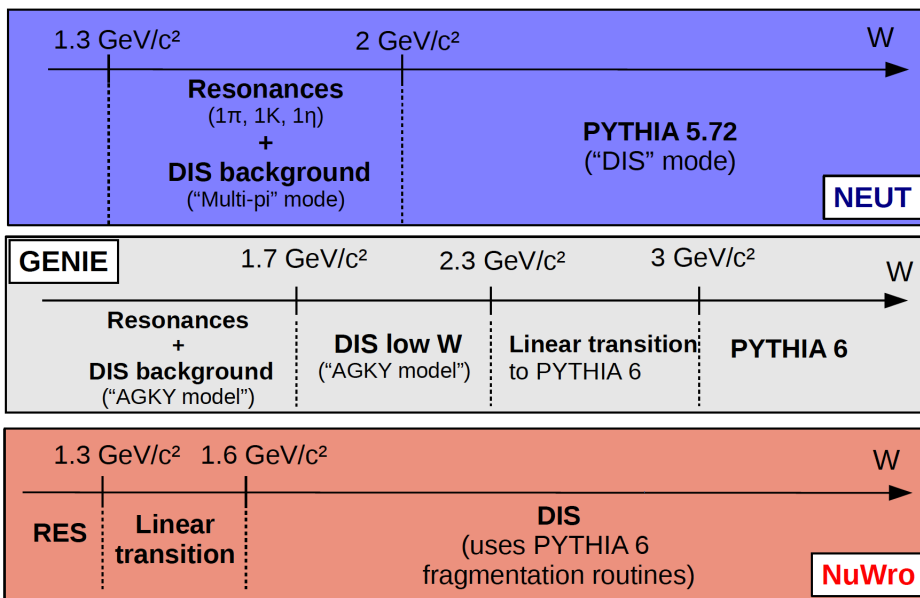 1.3 GeV/c² 2 GeV/c² W
Resonances
(1π, 1K, 1η)
+
DIS background
("Multi-pi" mode)
PYTHIA 5.72
("DIS" mode)
NEUT
GENIE
1.7 GeV/c² 2.3 GeV/c² 3 GeV/c² W
Resonances
+
DIS background
("AGKY model")
DIS low W
("AGKY model")
Linear transition
to PYTHIA 6
PYTHIA 6
1.3 GeV/c² 1.6 GeV/c² W
RES
Linear
transition
DIS
(uses PYTHIA 6
fragmentation routines)
NuWro